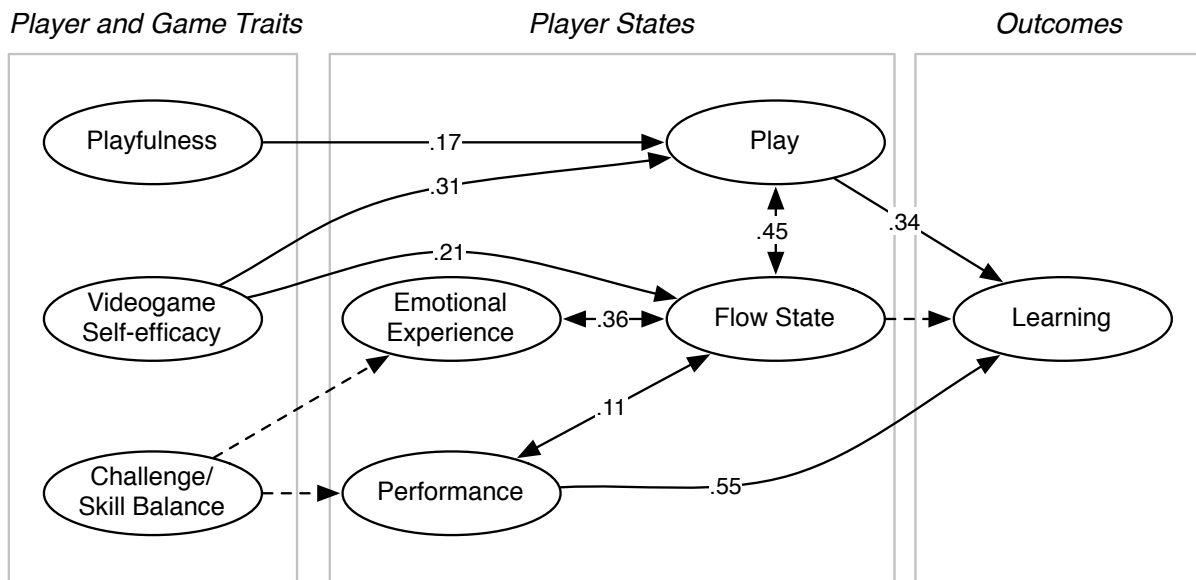 Player and Game Traits
Player States
Outcomes
Playfulness
.17
Play
.31
.34
.45
.21
Videogame
Self-efficacy
Emotional
Experience
.36
Flow State
Learning
.11
Challenge/
Skill Balance
Performance
.55